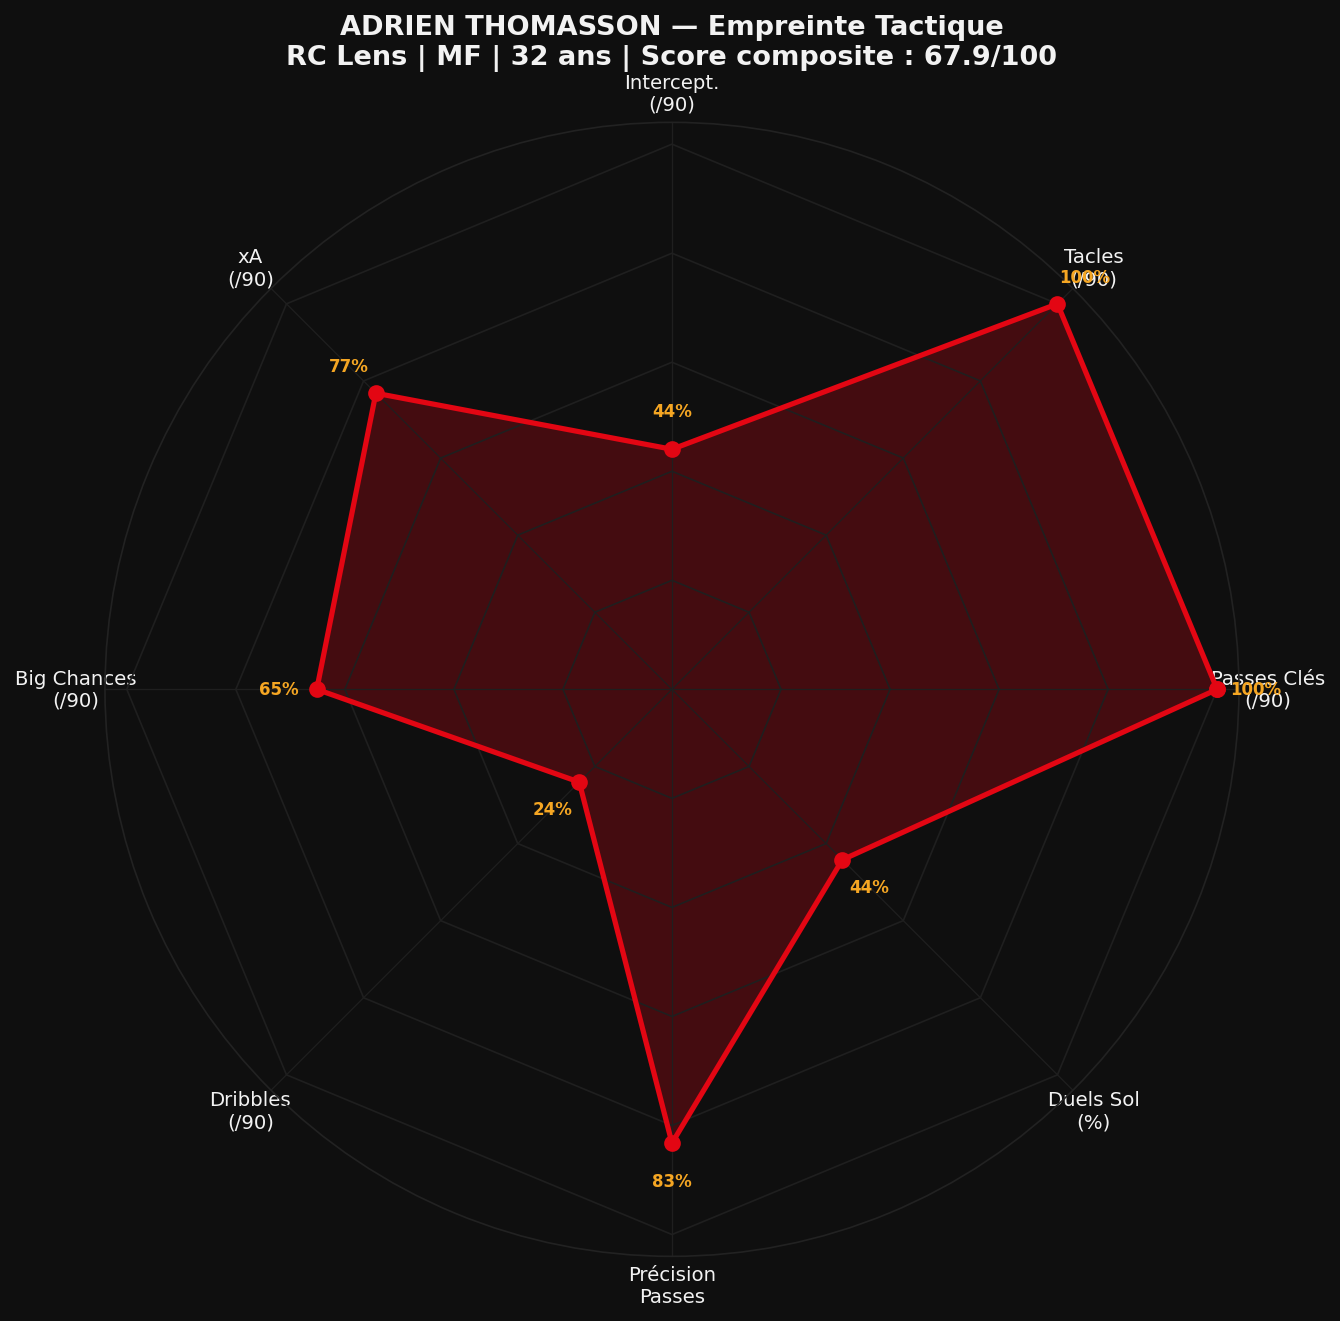 ADRIEN THOMASSON — Empreinte Tactique
RC Lens | MF | 32 ans | Score composite : 67.9/100
Intercept.
(/90)
xA
(/90)
Tacles
(/90)
100%
77%
44%
Big Chances
(/90)
65%
Passes Clés
(/90)
100%
24%
44%
Dribbles
(/90)
Duels Sol
(%)
83%
Précision
Passes